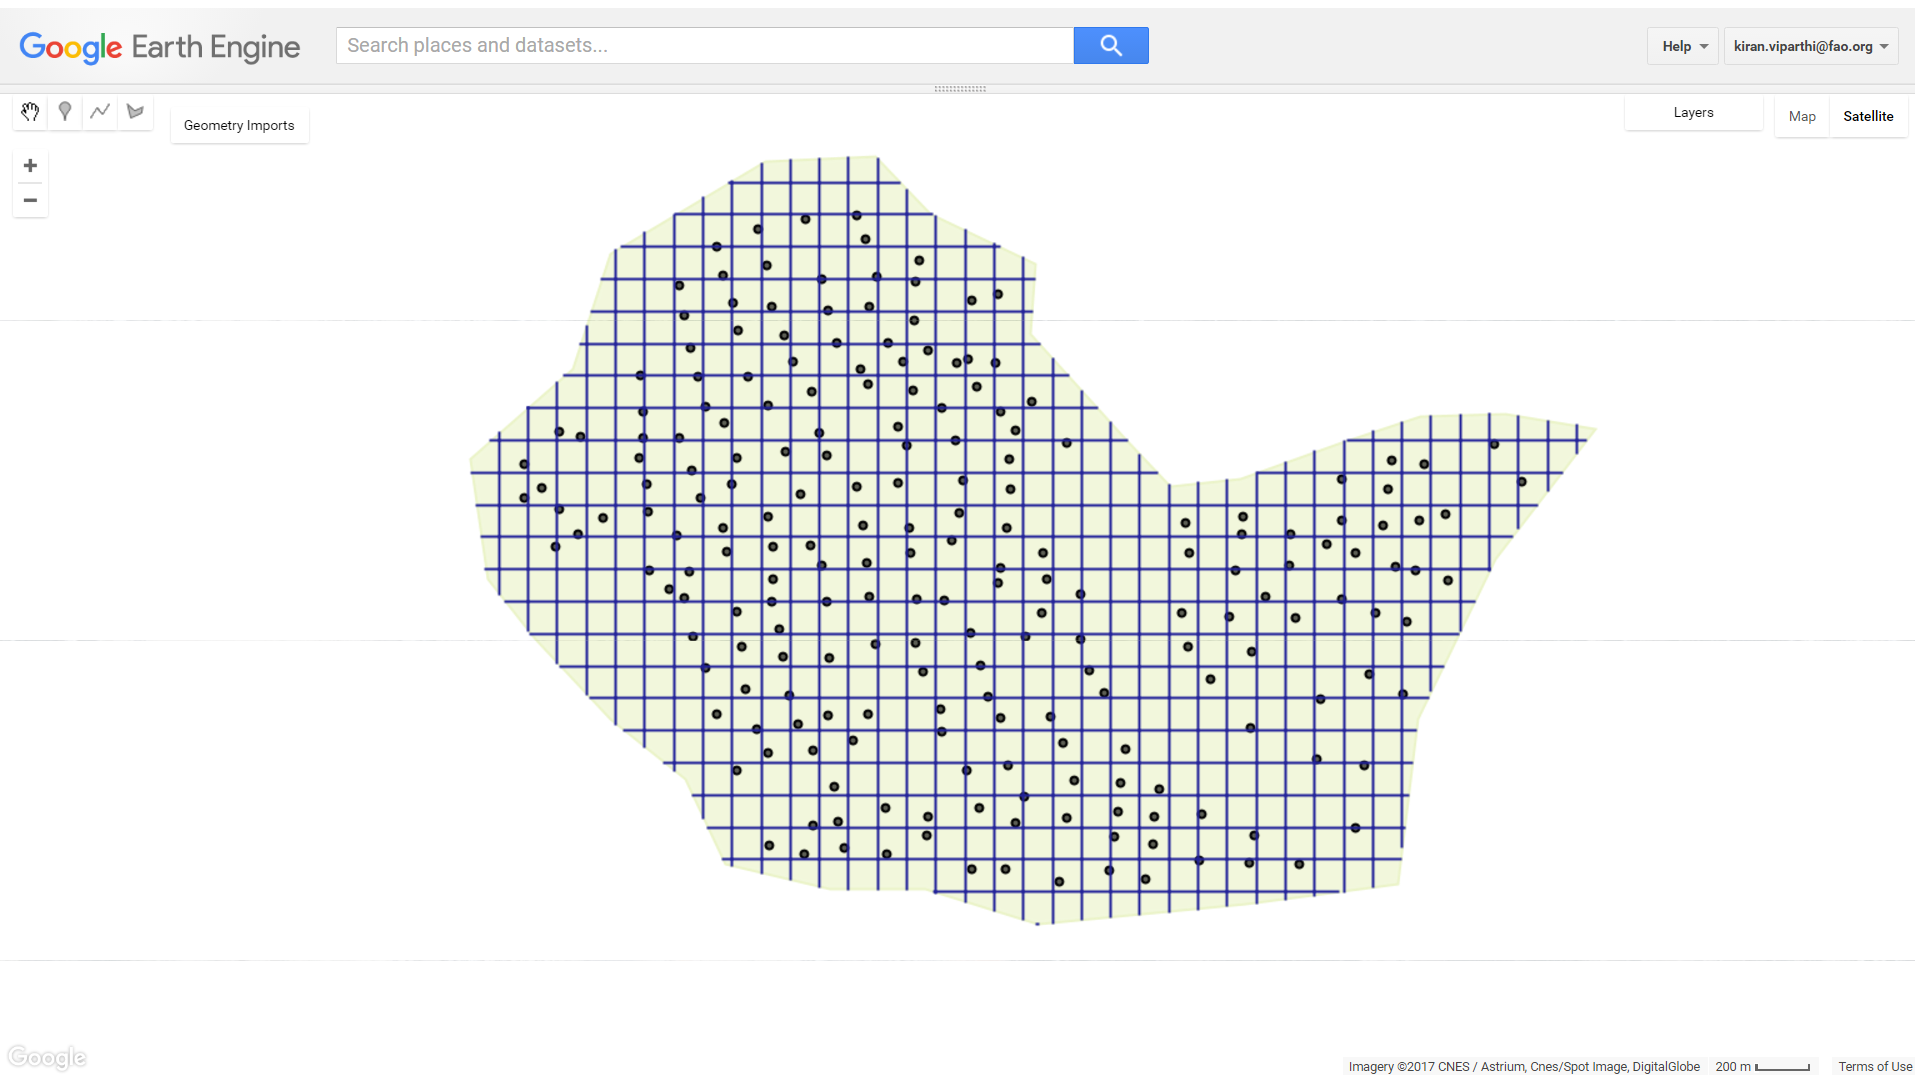 Google Earth Engine
Search places and datasets...
Help
kiran.viparthi@fao.org
Geometry Imports
Layers
Map
Satellite
+
−
Google
Imagery ©2017 CNES / Astrium, Cnes/Spot Image, DigitalGlobe
200 m
Terms of Use